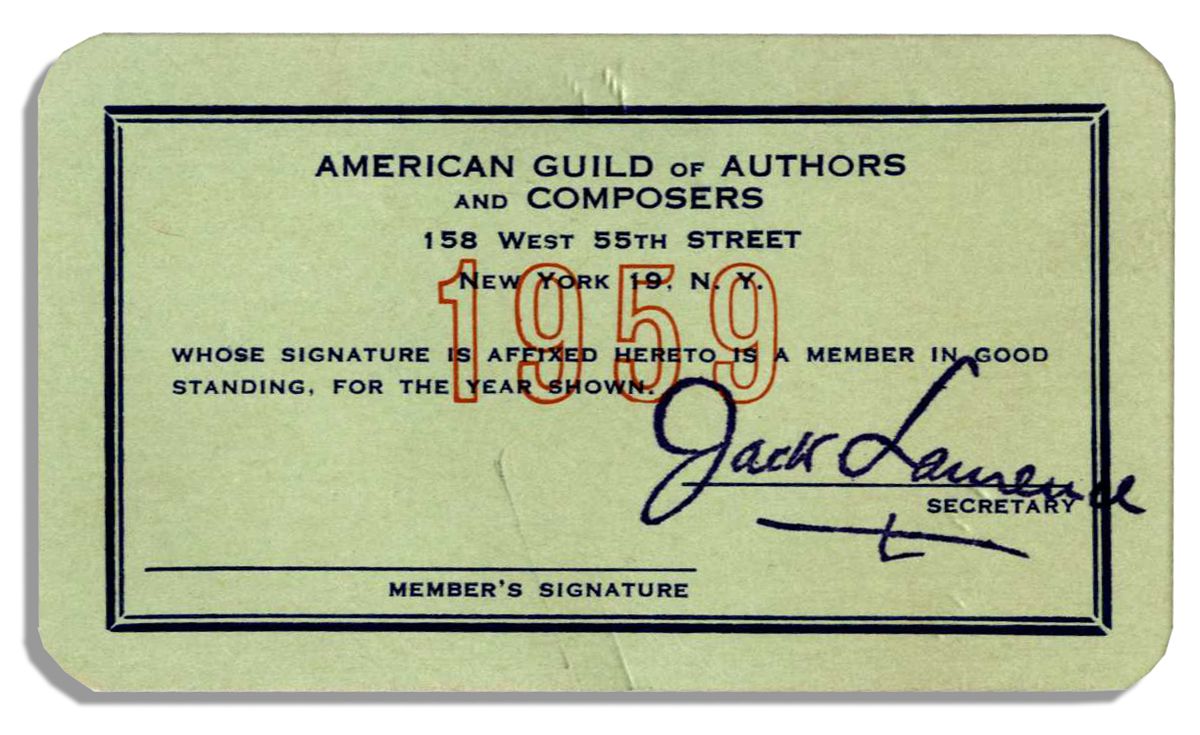 AMERICAN GUILD OF AUTHORS
AND COMPOSERS
158 WEST 55TH STREET
NEW YORK 19, N. Y.
1959
WHOSE SIGNATURE IS AFFIXED HERETO IS A MEMBER IN GOOD
STANDING, FOR THE YEAR SHOWN.
Jack Lawrence
SECRETARY
MEMBER'S SIGNATURE